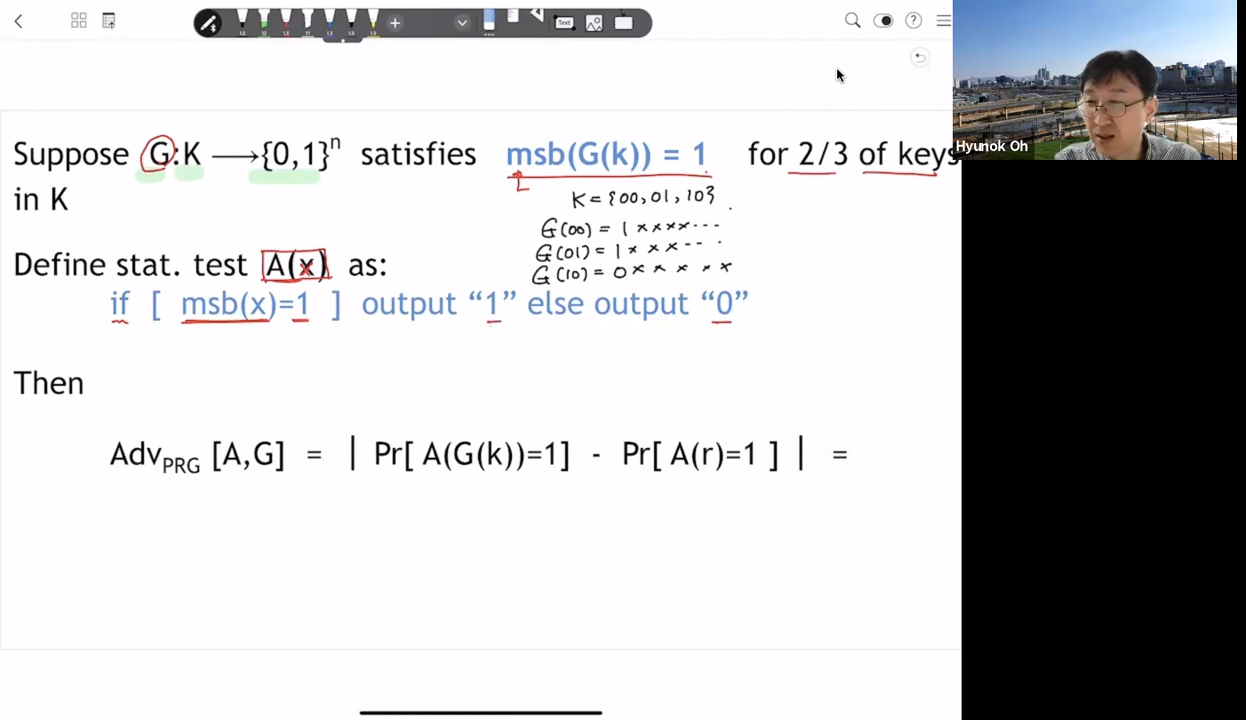 Text
Hyunok Oh
Suppose G:K ⟶{0,1}ⁿ satisfies msb(G(k)) = 1 for 2/3 of keys
in K
K = {00, 01, 10}
G(00) = 1 x x x x - - -
G(01) = 1 x x x - - -
G(10) = 0 x x x x x
Define stat. test A(x) as:
if [ msb(x)=1 ] output “1” else output “0”
Then
Adv_PRG [A,G] = | Pr[ A(G(k))=1] - Pr[ A(r)=1 ] | =